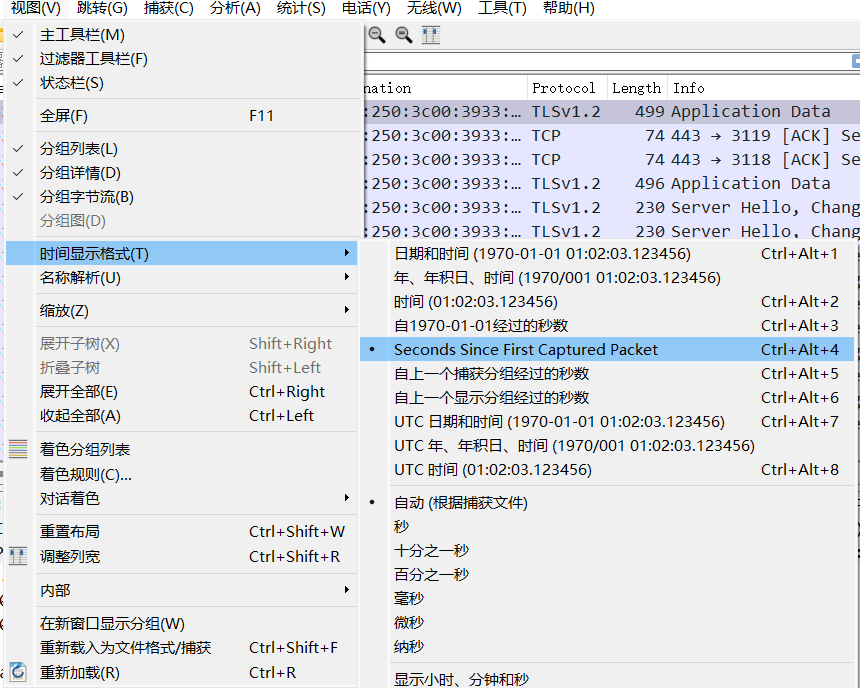 视图(V) 跳转(G) 捕获(C) 分析(A) 统计(S) 电话(Y) 无线(W) 工具(T) 帮助(H)
主工具栏(M)
过滤器工具栏(F)
状态栏(S)
全屏(F) F11
分组列表(L)
分组详情(D)
分组字节流(B)
分组图(D)
时间显示格式(T)
名称解析(U)
缩放(Z)
展开子树(X) Shift+Right
折叠子树 Shift+Left
展开全部(E) Ctrl+Right
收起全部(A) Ctrl+Left
着色分组列表
着色规则(C)...
对话着色
重置布局 Ctrl+Shift+W
调整列宽 Ctrl+Shift+R
内部
在新窗口显示分组(W)
重新载入为文件格式/捕获 Ctrl+Shift+F
重新加载(R) Ctrl+R
nation Protocol Length Info
:250:3c00:3933:… TLSv1.2 499 Application Data
:250:3c00:3933:… TCP 74 443 → 3119 [ACK] Se
:250:3c00:3933:… TCP 74 443 → 3118 [ACK] Se
:250:3c00:3933:… TLSv1.2 496 Application Data
:250:3c00:3933:… TLSv1.2 230 Server Hello, Chang
:250:3c00:3933:… TLSv1.2 230 Server Hello, Chang
日期和时间 (1970-01-01 01:02:03.123456) Ctrl+Alt+1
年、年积日、时间 (1970/001 01:02:03.123456)
时间 (01:02:03.123456) Ctrl+Alt+2
自1970-01-01经过的秒数 Ctrl+Alt+3
Seconds Since First Captured Packet Ctrl+Alt+4
自上一个捕获分组经过的秒数 Ctrl+Alt+5
自上一个显示分组经过的秒数 Ctrl+Alt+6
UTC 日期和时间 (1970-01-01 01:02:03.123456) Ctrl+Alt+7
UTC 年、年积日、时间 (1970/001 01:02:03.123456)
UTC 时间 (01:02:03.123456) Ctrl+Alt+8
自动 (根据捕获文件)
秒
十分之一秒
百分之一秒
毫秒
微秒
纳秒
显示小时、分钟和秒